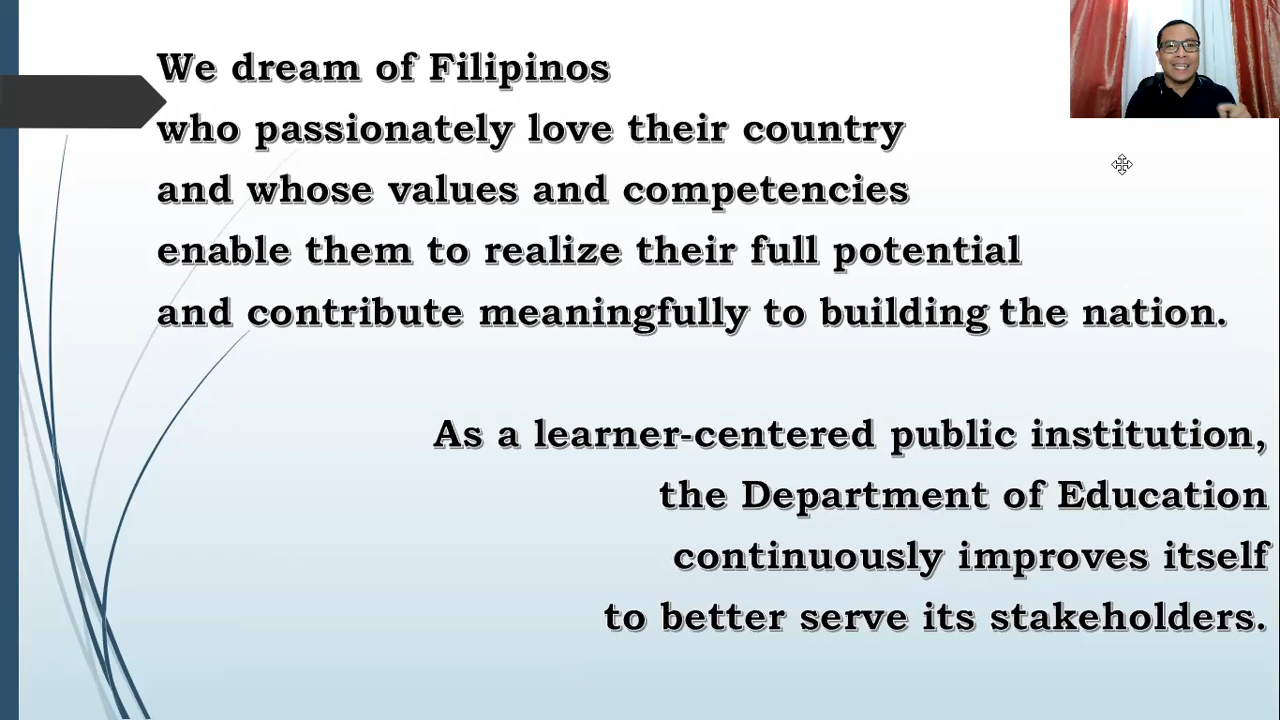 We dream of Filipinos
who passionately love their country
and whose values and competencies
enable them to realize their full potential
and contribute meaningfully to building the nation.
As a learner-centered public institution,
the Department of Education
continuously improves itself
to better serve its stakeholders.